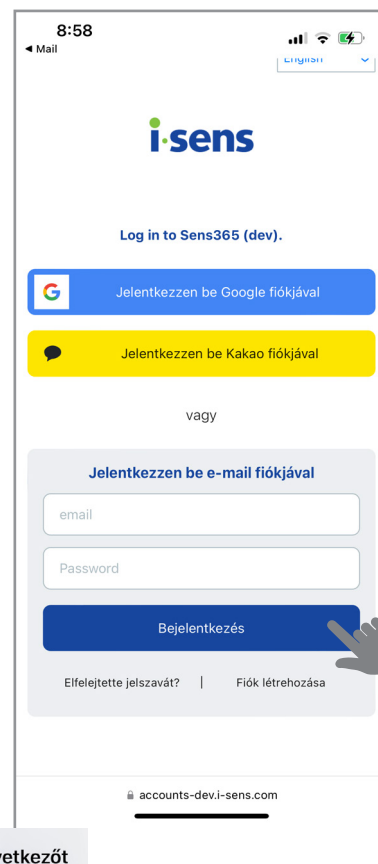 8:58
◀ Mail
English
i-sens
Log in to Sens365 (dev).
Jelentkezzen be Google fiókjával
Jelentkezzen be Kakao fiókjával
vagy
Jelentkezzen be e-mail fiókjával
email
Password
Bejelentkezés
Elfelejtette jelszavát? | Fiók létrehozása
accounts-dev.i-sens.com